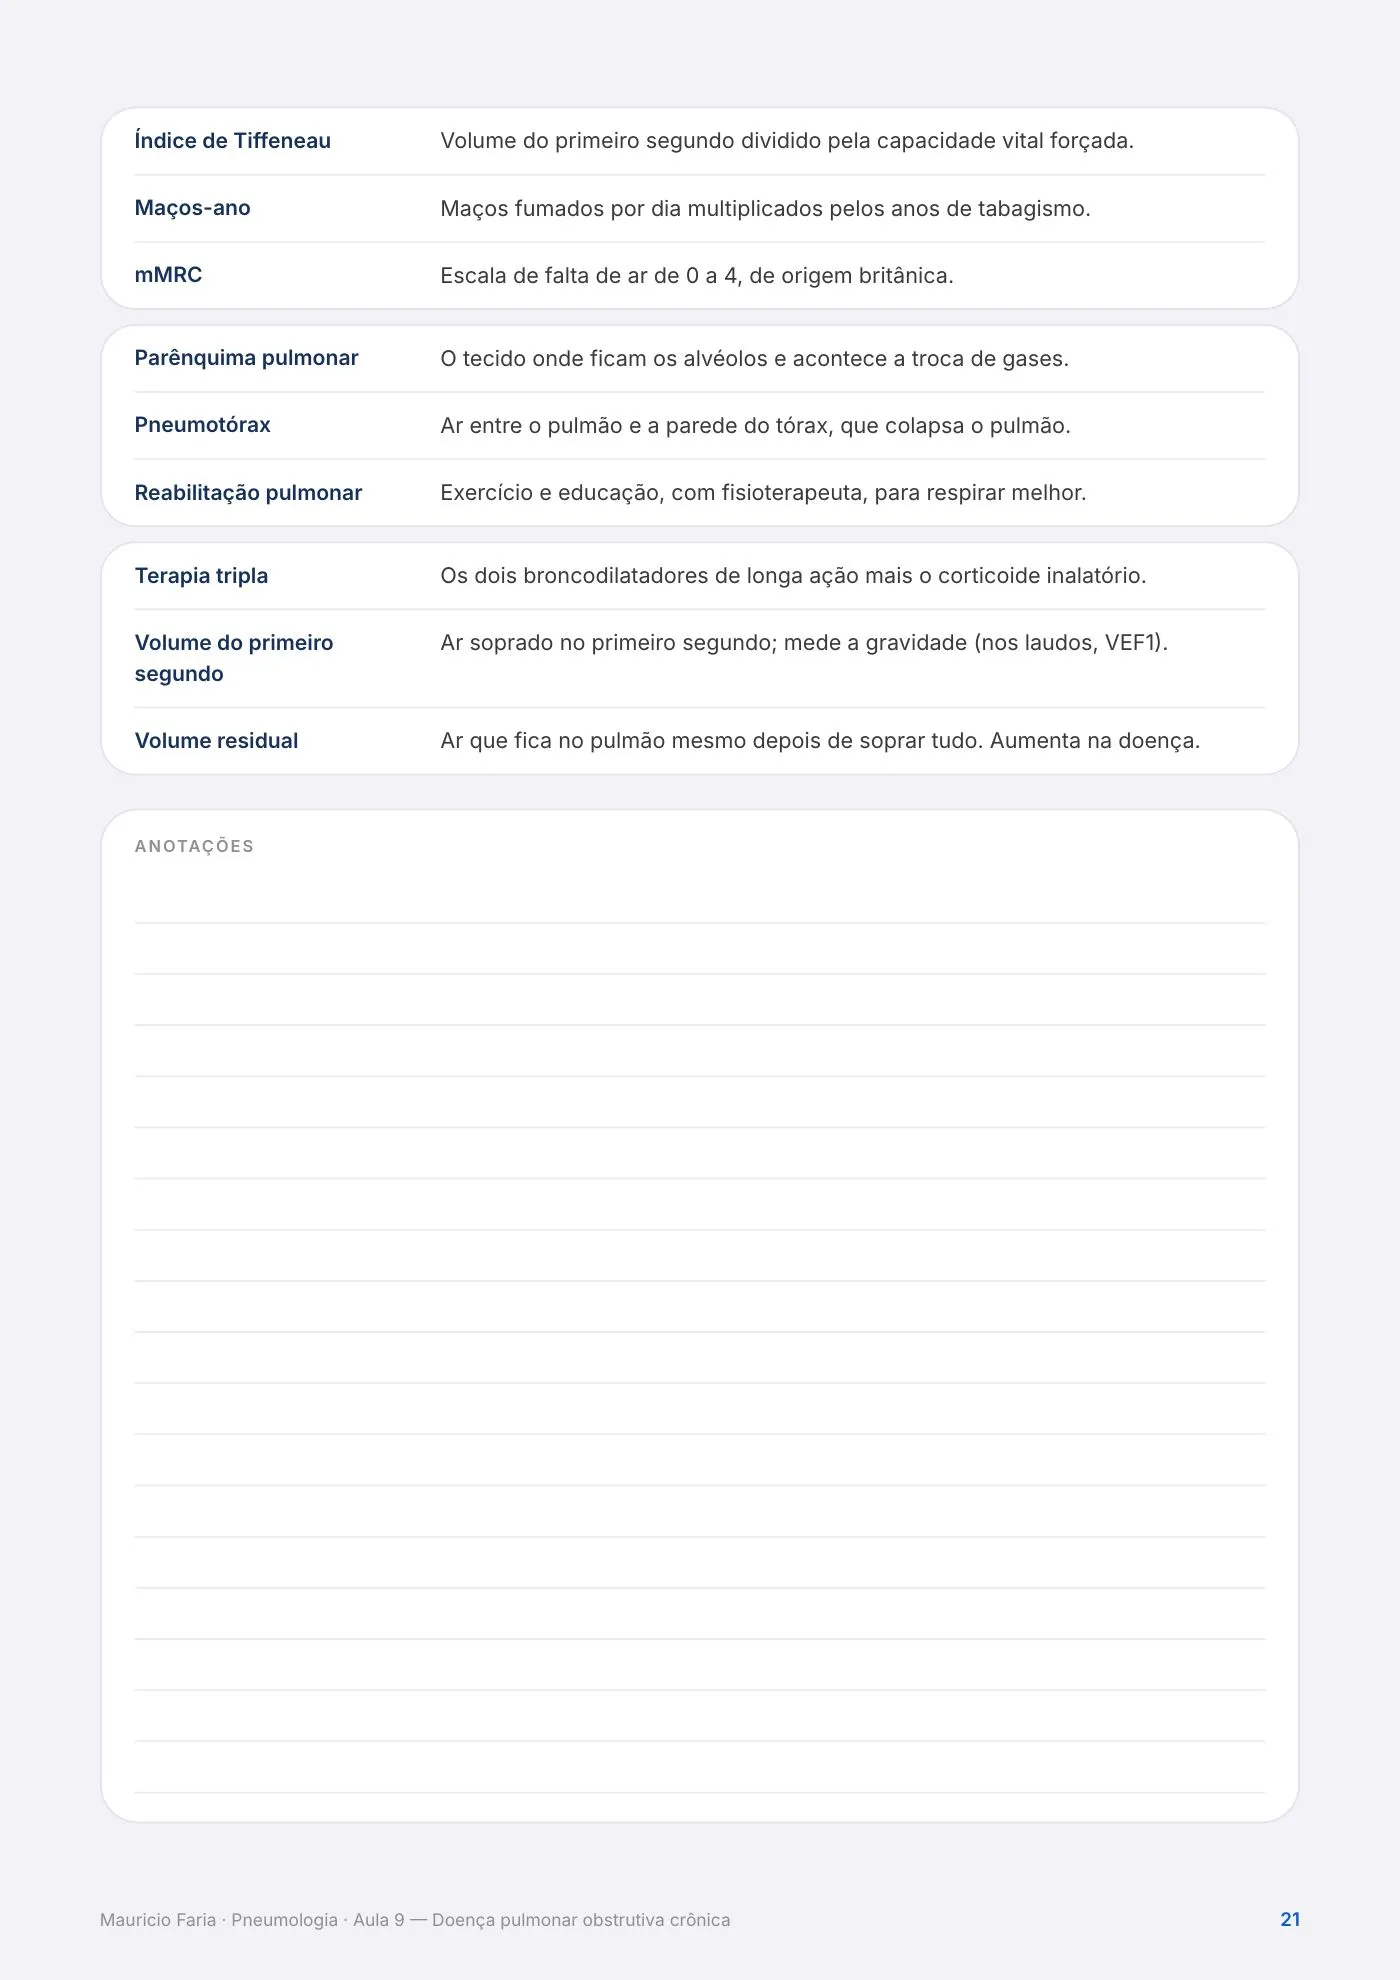 Índice de Tiffeneau Volume do primeiro segundo dividido pela capacidade vital forçada.
Maços-ano Maços fumados por dia multiplicados pelos anos de tabagismo.
mMRC Escala de falta de ar de 0 a 4, de origem britânica.
Parênquima pulmonar O tecido onde ficam os alvéolos e acontece a troca de gases.
Pneumotórax Ar entre o pulmão e a parede do tórax, que colapsa o pulmão.
Reabilitação pulmonar Exercício e educação, com fisioterapeuta, para respirar melhor.
Terapia tripla Os dois broncodilatadores de longa ação mais o corticoide inalatório.
Volume do primeiro Ar soprado no primeiro segundo; mede a gravidade (nos laudos, VEF1).
segundo
Volume residual Ar que fica no pulmão mesmo depois de soprar tudo. Aumenta na doença.
ANOTAÇÕES
Mauricio Faria · Pneumologia · Aula 9 — Doença pulmonar obstrutiva crônica 21